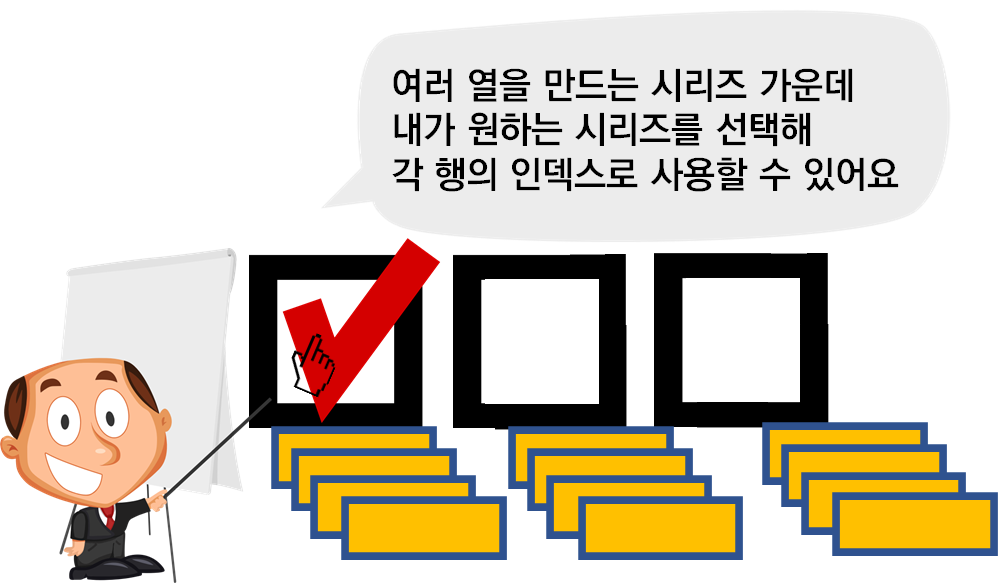 여러 열을 만드는 시리즈 가운데
내가 원하는 시리즈를 선택해
각 행의 인덱스로 사용할 수 있어요